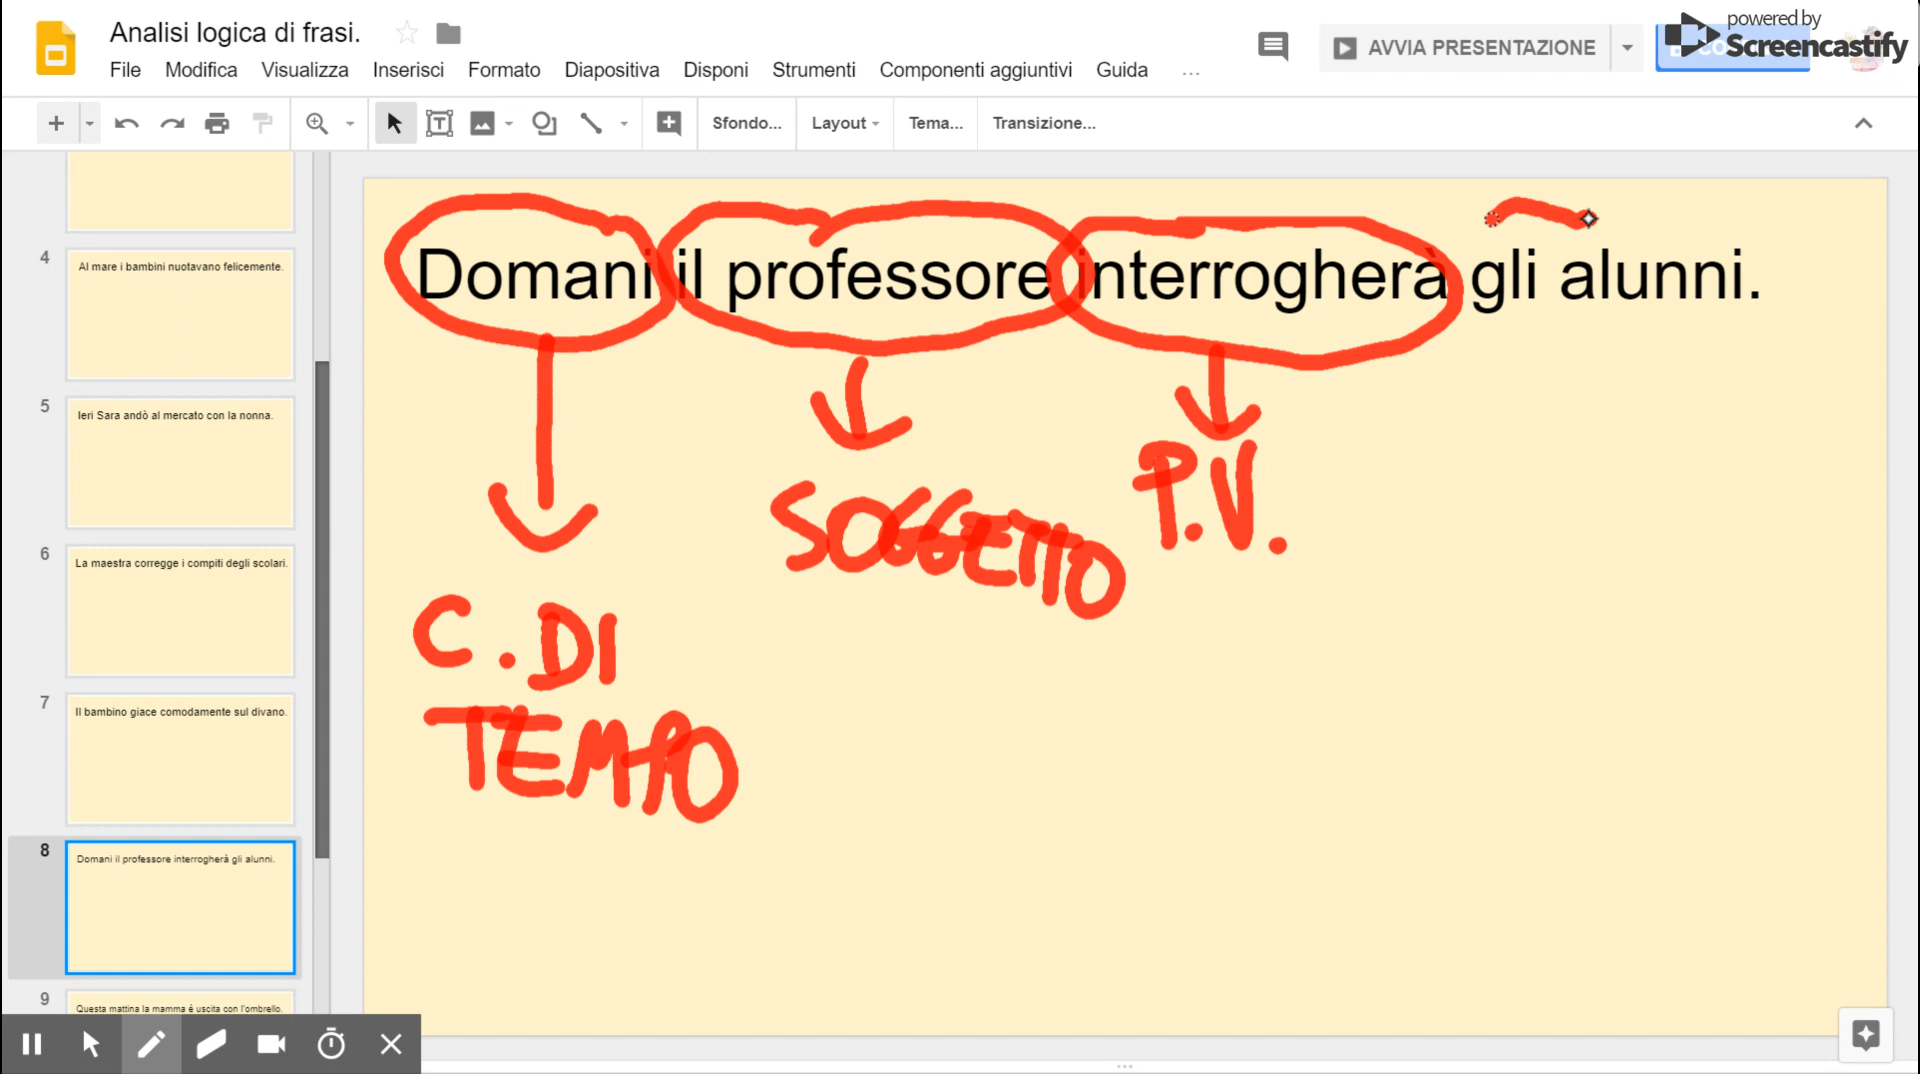 Analisi logica di frasi.
powered by
Screencastify
AVVIA PRESENTAZIONE
File Modifica Visualizza Inserisci Formato Diapositiva Disponi Strumenti Componenti aggiuntivi Guida ...
Sfondo... Layout Tema... Transizione...
4
Al mare i bambini nuotavano felicemente.
5
Ieri Sara andò al mercato con la nonna.
6
La maestra corregge i compiti degli scolari.
7
Il bambino giace comodamente sul divano.
8
Domani il professore interrogherà gli alunni.
9
Questa mattina la mamma è uscita con l'ombrello.
Domani il professore interrogherà gli alunni.
P.V.
SOGGETTO
C. DI
TEMPO